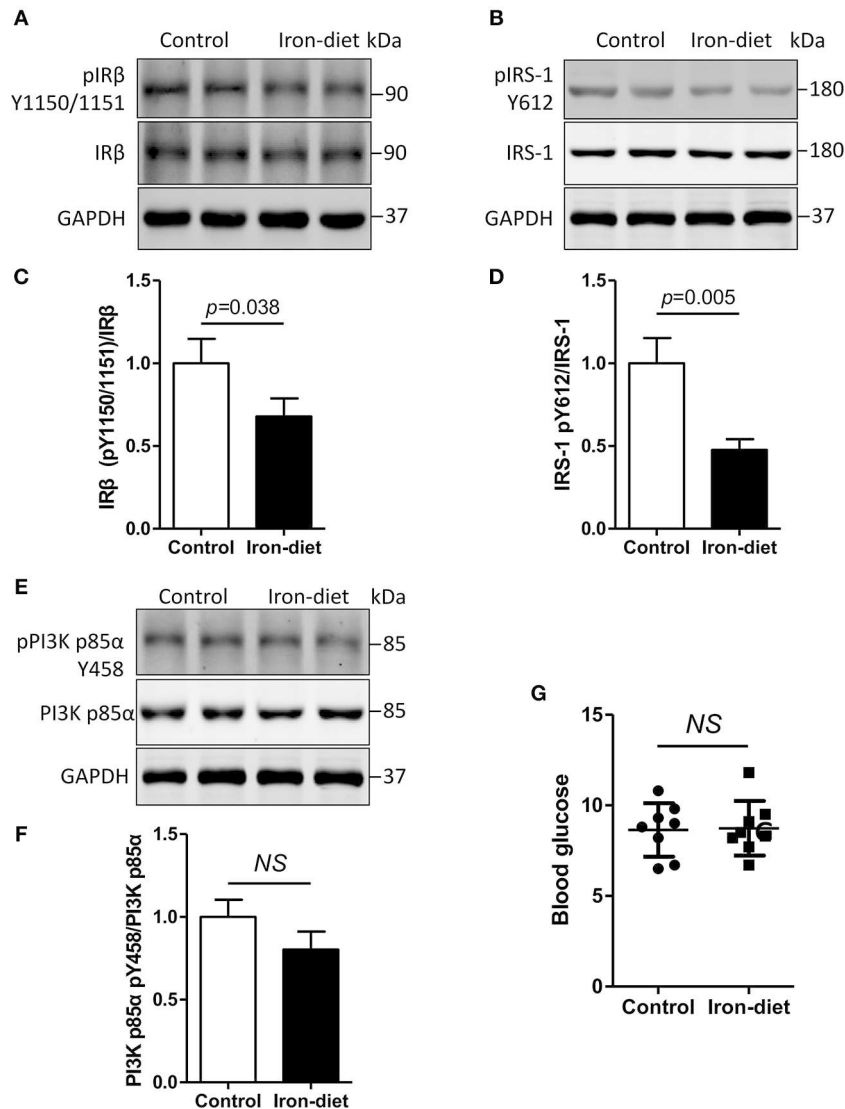 A
Control Iron-diet kDa
pIRβ
Y1150/1151
90
IRβ
90
GAPDH
37
B
Control Iron-diet kDa
pIRS-1
Y612
180
IRS-1
180
GAPDH
37
C
IRβ (pY1150/1151)/IRβ
1.5
1.0
0.5
0.0
p=0.038
Control Iron-diet
D
IRS-1 pY612/IRS-1
1.5
1.0
0.5
0.0
p=0.005
Control Iron-diet
E
Control Iron-diet kDa
pPI3K p85α
Y458
85
PI3K p85α
85
GAPDH
37
F
PI3K p85α pY458/PI3K p85α
1.5
1.0
0.5
0.0
NS
Control Iron-diet
G
Blood glucose
15
10
5
0
NS
G
Control Iron-diet